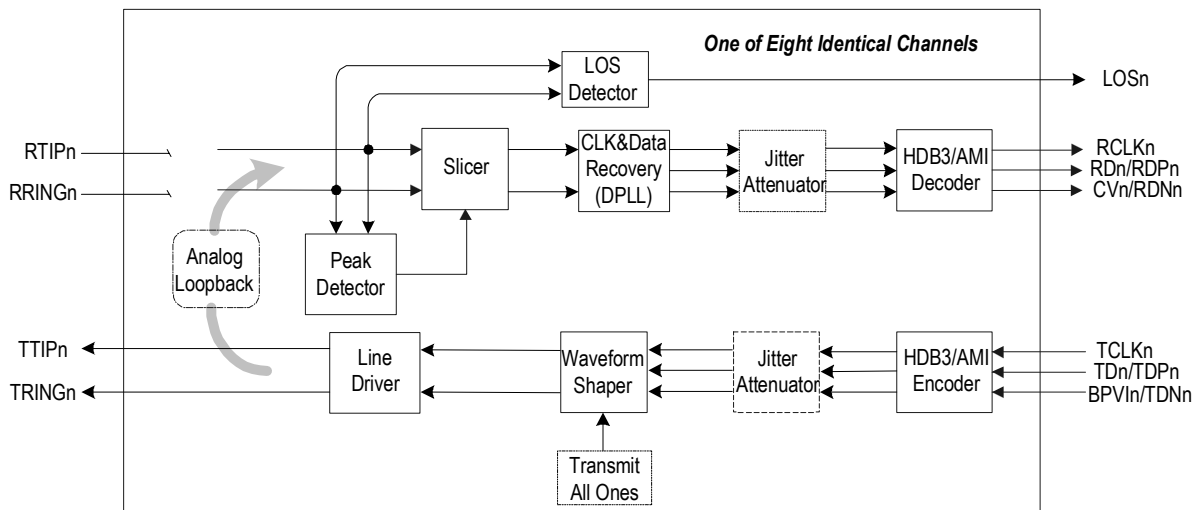 One of Eight Identical Channels
LOS
Detector
LOSn
RTIPn
RRINGn
Slicer
CLK&Data
Recovery
(DPLL)
Jitter
Attenuator
HDB3/AMI
Decoder
RCLKn
RDn/RDPn
CVn/RDNn
Analog
Loopback
Peak
Detector
TTIPn
TRINGn
Line
Driver
Waveform
Shaper
Jitter
Attenuator
HDB3/AMI
Encoder
TCLKn
TDn/TDPn
BPVIn/TDNn
Transmit
All Ones